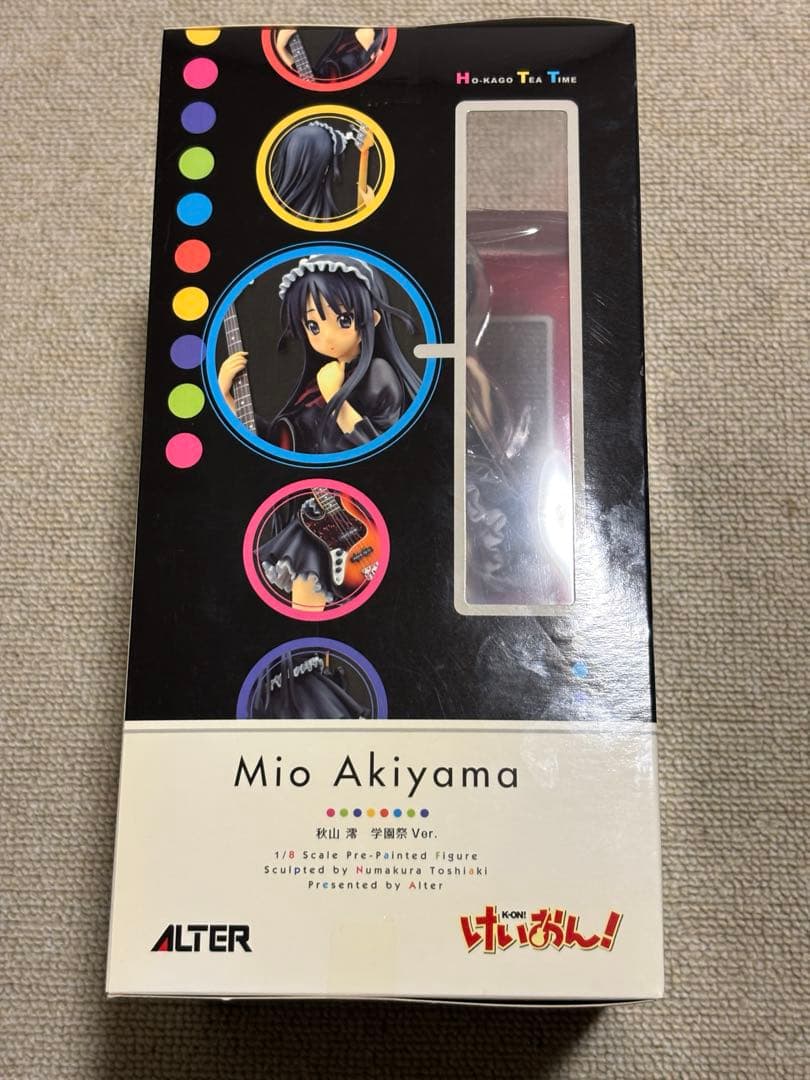 HO-KAGO TEA TIME
Mio Akiyama
秋山 澪 学園祭 Ver.
1/8 Scale Pre-Painted Figure
Sculpted by Numakura Toshiaki
Presented by Alter
ALTER
K-ON!
けいおん!